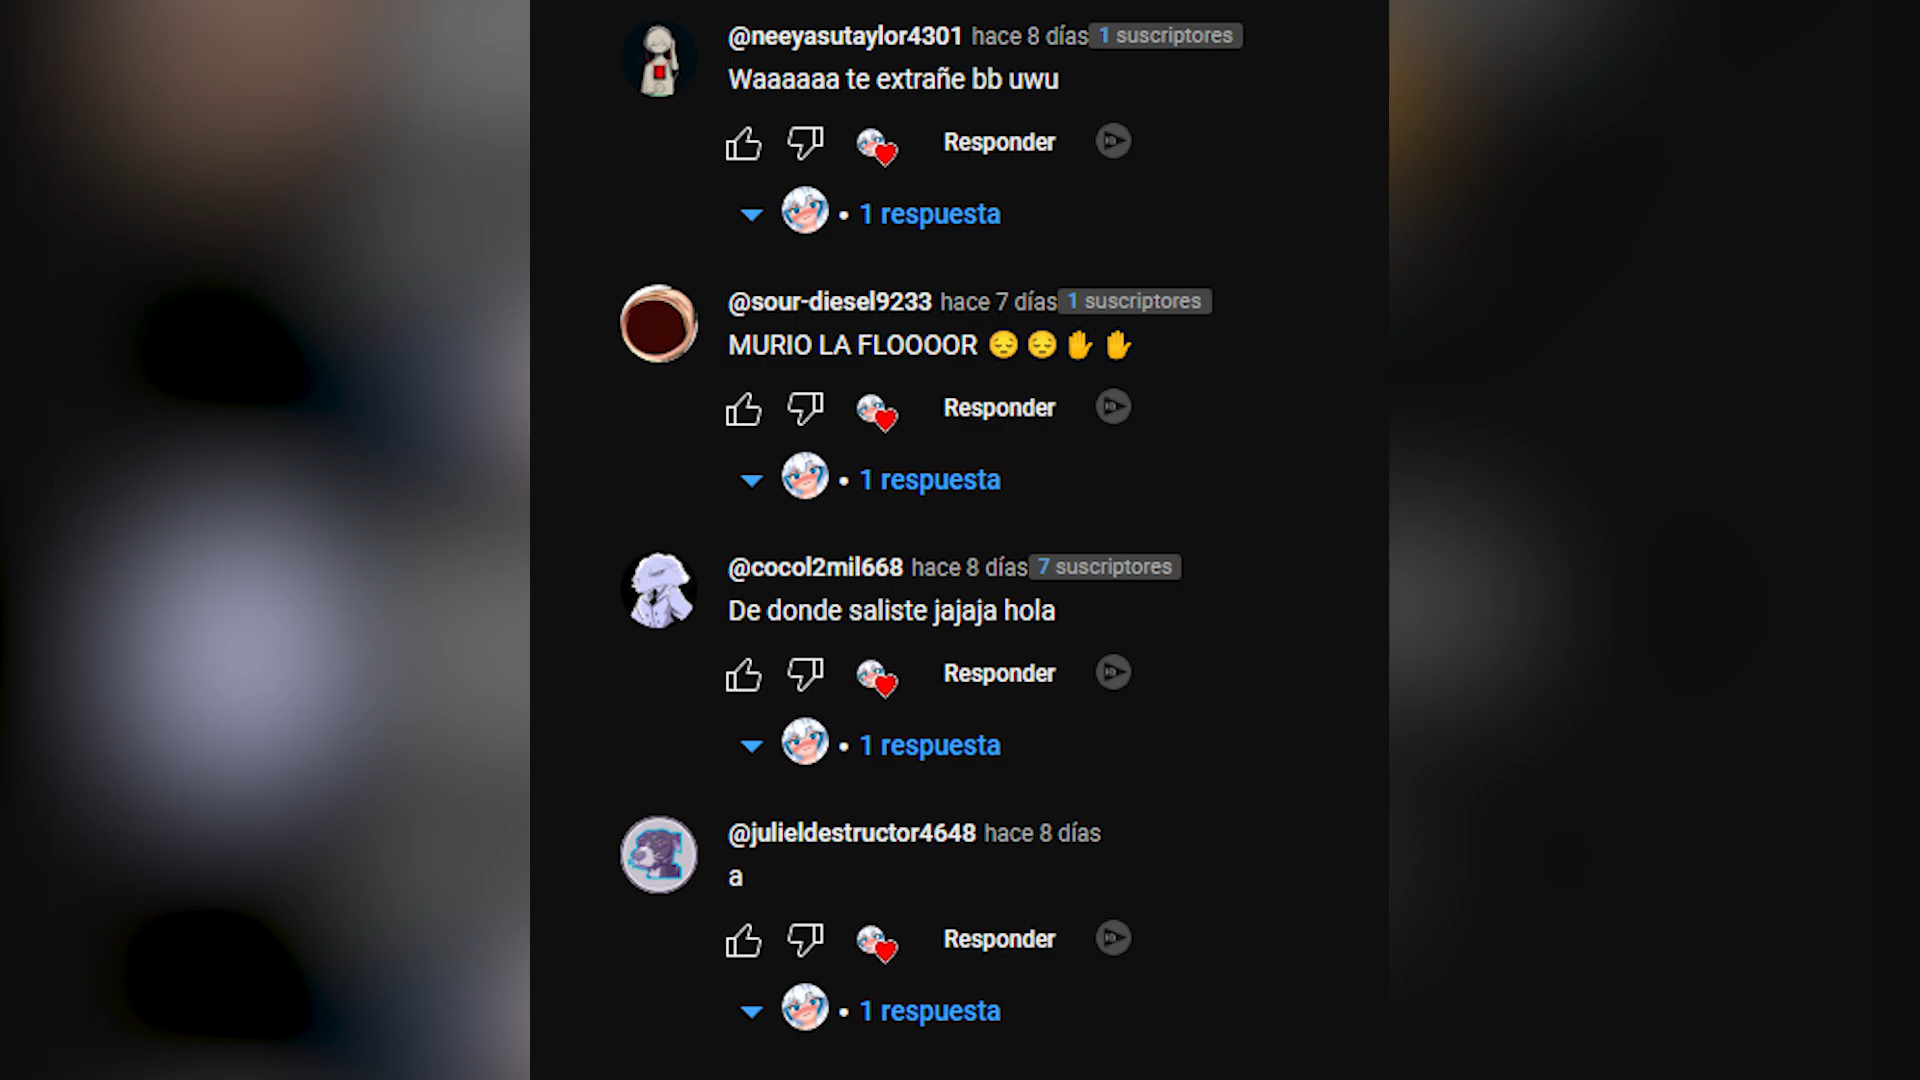 @neeyasutaylor4301 hace 8 días 1 suscriptores
Waaaaaa te extrañe bb uwu
Responder
1 respuesta
@sour-diesel9233 hace 7 días 1 suscriptores
MURIO LA FLOOOOR 😔 😔 ✋ ✋
Responder
1 respuesta
@cocol2mil668 hace 8 días 7 suscriptores
De donde saliste jajaja hola
Responder
1 respuesta
@julieldestructor4648 hace 8 días
a
Responder
1 respuesta